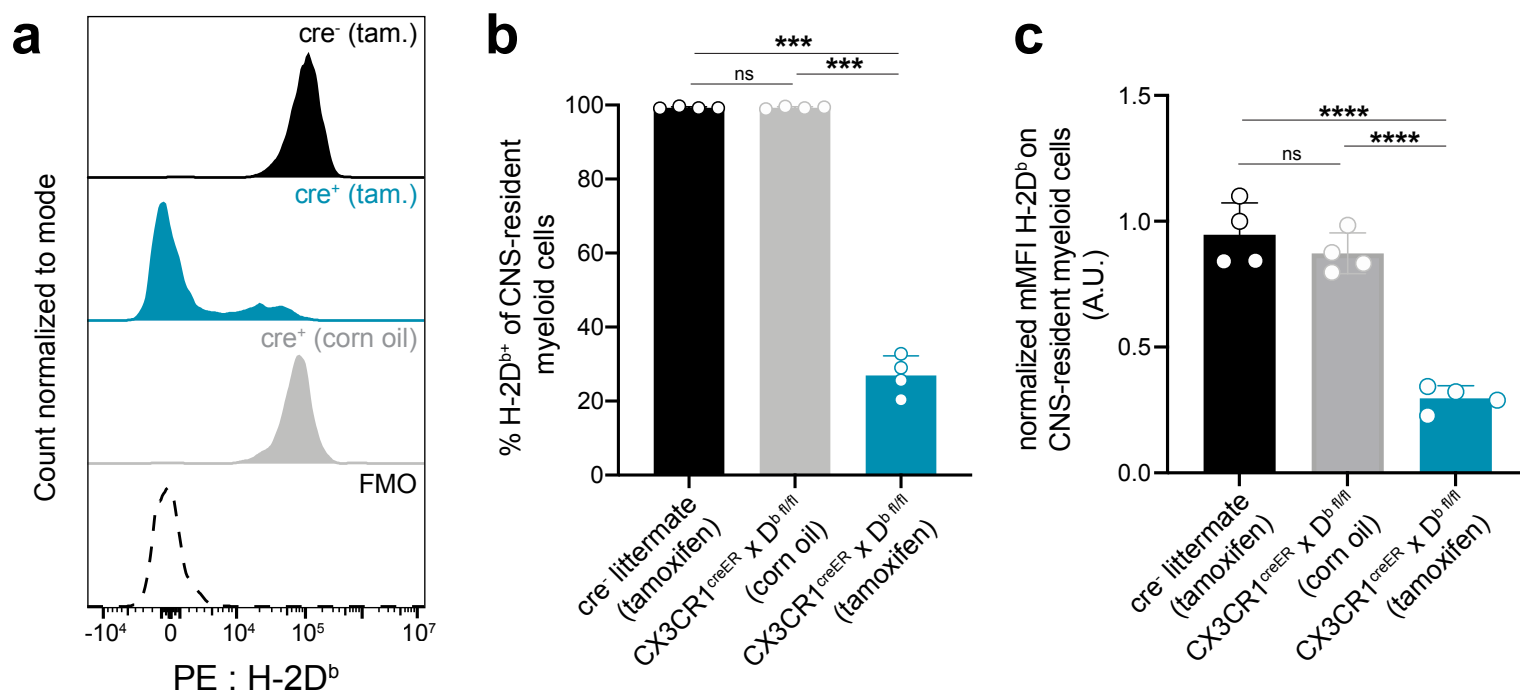 a
cre⁻ (tam.)
cre⁺ (tam.)
cre⁺ (corn oil)
FMO
Count normalized to mode
-10⁴ 0 10⁴ 10⁵ 10⁷
PE : H-2Dᵇ
b
***
ns ***
100
80
60
40
20
0
% H-2Dᵇ⁺ of CNS-resident
myeloid cells
cre⁻ littermate
(tamoxifen)
CX3CR1ᶜʳᵉᴱᴿ x Dᵇ ᶠˡ/ᶠˡ
(corn oil)
CX3CR1ᶜʳᵉᴱᴿ x Dᵇ ᶠˡ/ᶠˡ
(tamoxifen)
c
****
ns ****
1.5
1.0
0.5
0.0
normalized mMFI H-2Dᵇ on
CNS-resident myeloid cells
(A.U.)
cre⁻ littermate
(tamoxifen)
CX3CR1ᶜʳᵉᴱᴿ x Dᵇ ᶠˡ/ᶠˡ
(corn oil)
CX3CR1ᶜʳᵉᴱᴿ x Dᵇ ᶠˡ/ᶠˡ
(tamoxifen)